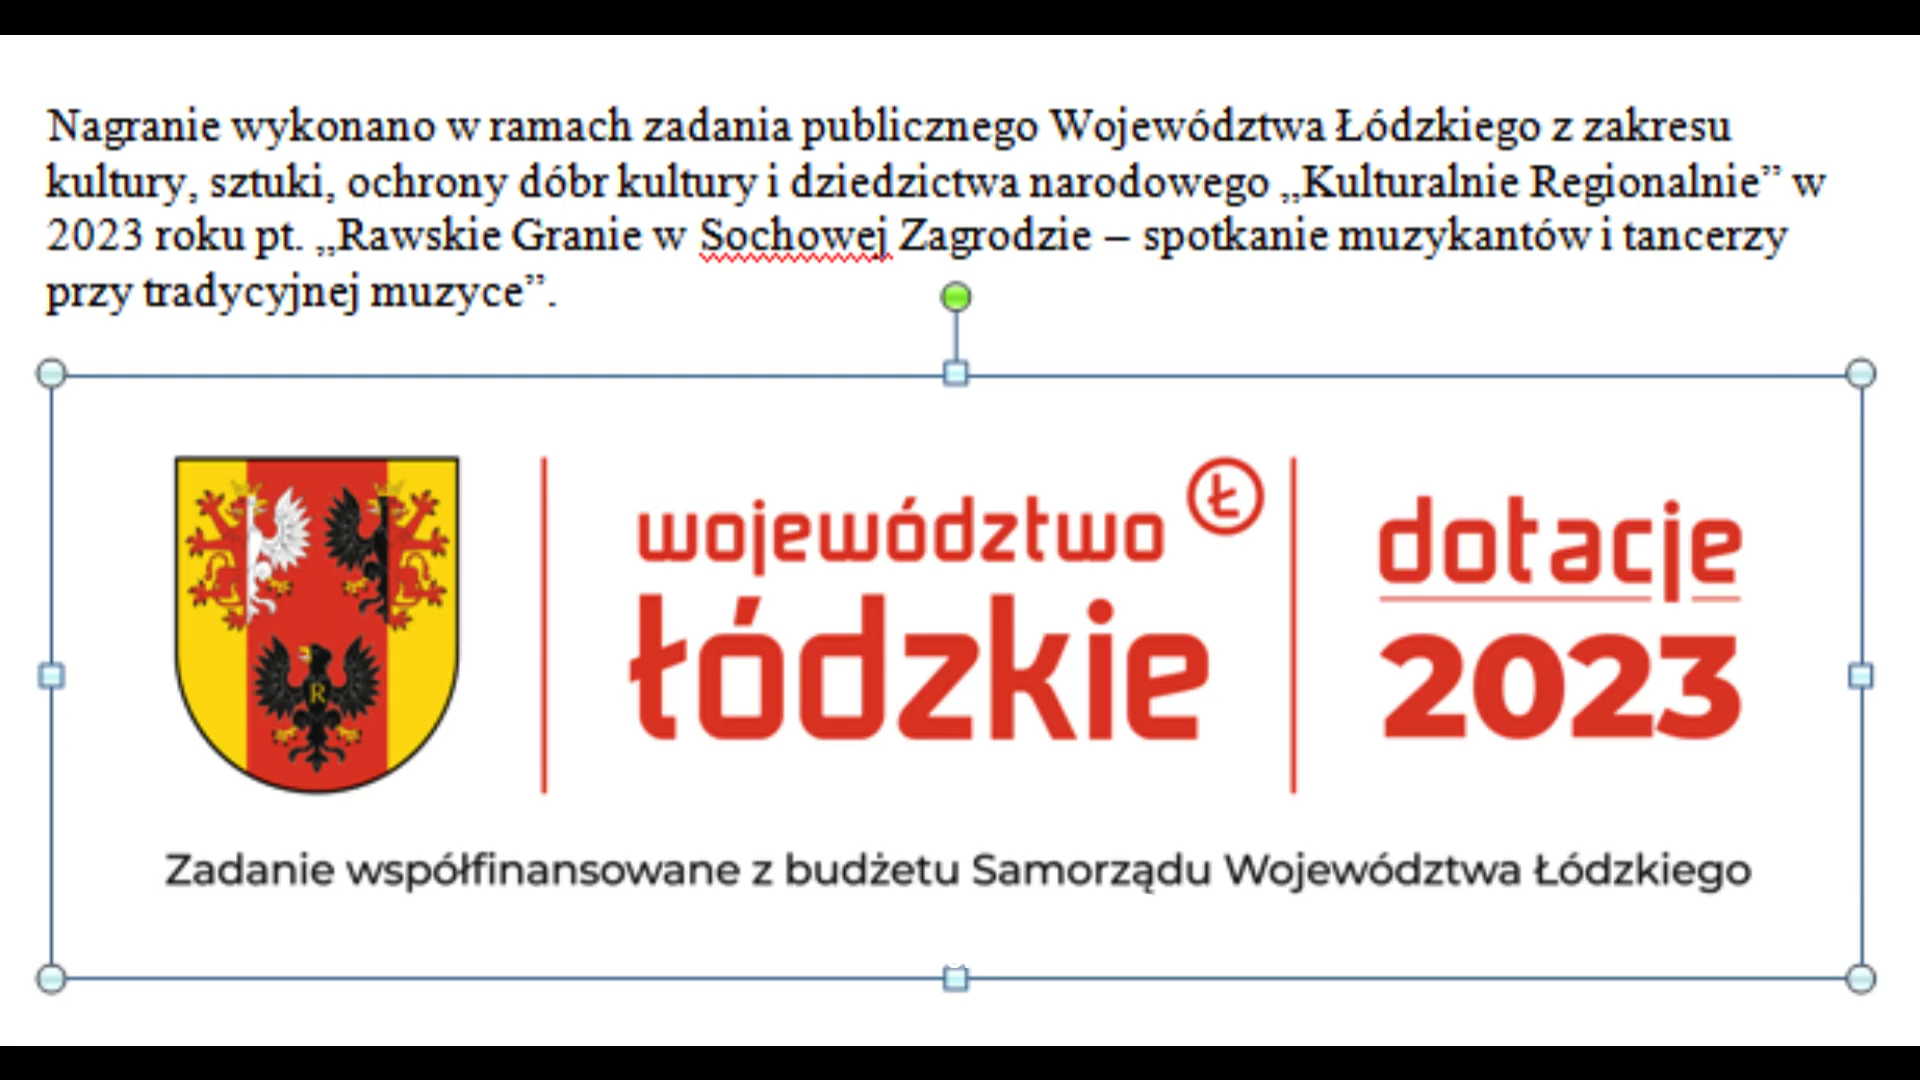 Nagranie wykonano w ramach zadania publicznego Województwa Łódzkiego z zakresu
kultury, sztuki, ochrony dóbr kultury i dziedzictwa narodowego „Kulturalnie Regionalnie” w
2023 roku pt. „Rawskie Granie w Sochowej Zagrodzie – spotkanie muzykantów i tancerzy
przy tradycyjnej muzyce”.
R
województwo Ł
łódzkie
dotacje
2023
Zadanie współfinansowane z budżetu Samorządu Województwa Łódzkiego